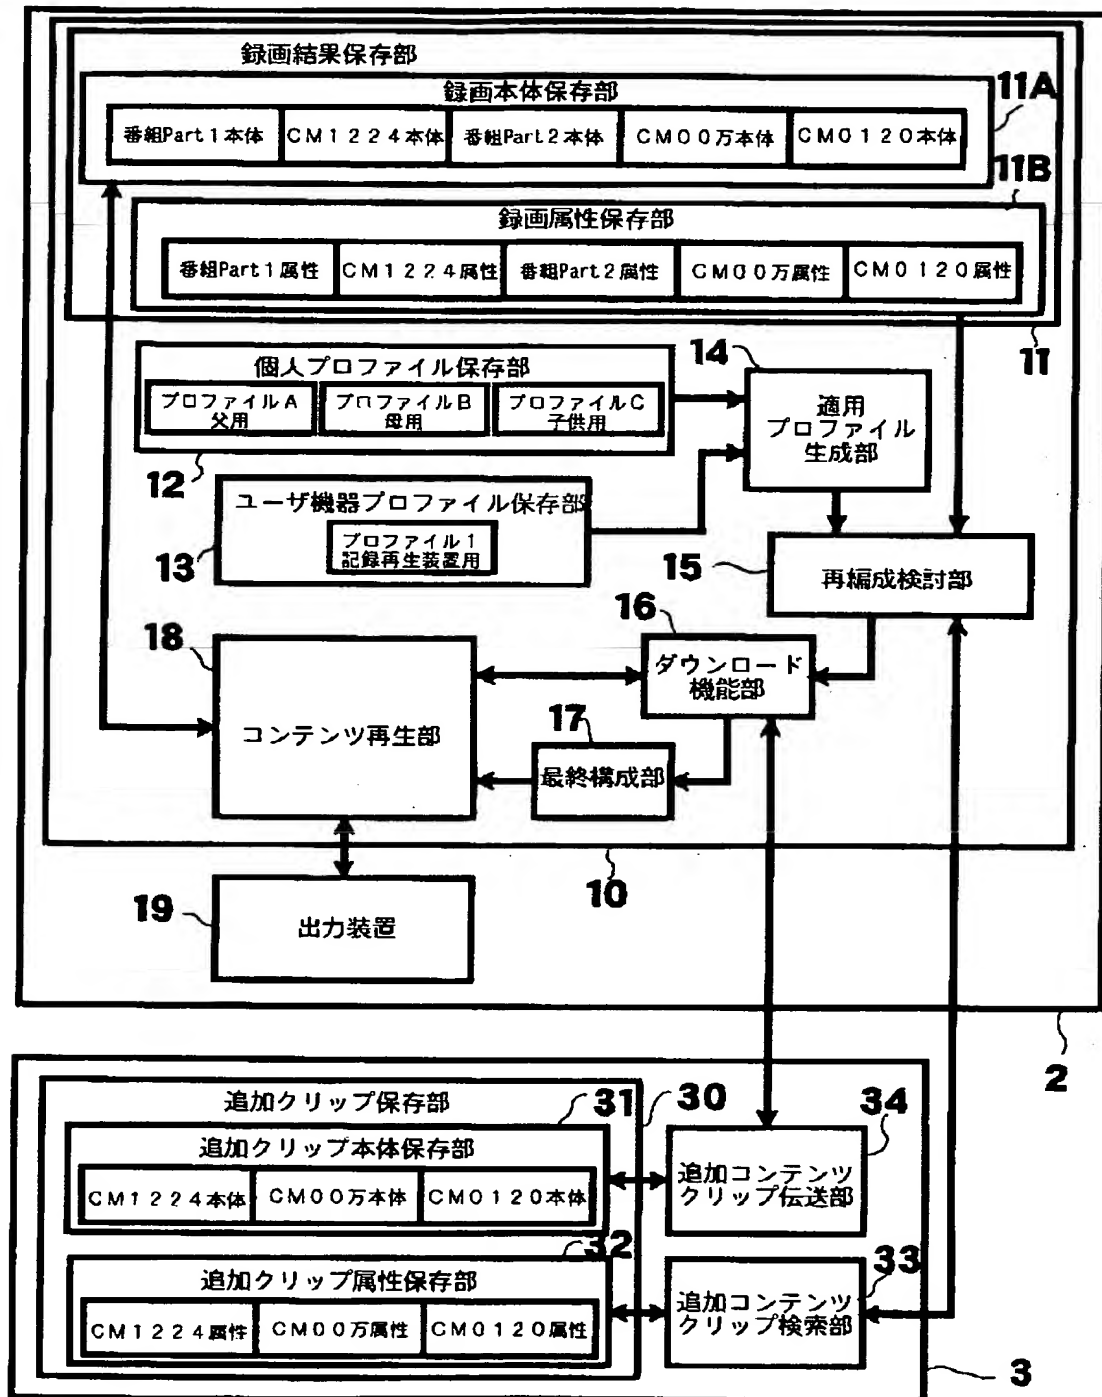 録画結果保存部
録画本体保存部
11A
番組Part1本体 CM1224本体 番組Part2本体 CM00万本体 CM0120本体
11B
録画属性保存部
番組Part1属性 CM1224属性 番組Part2属性 CM00万属性 CM0120属性
11
個人プロファイル保存部
プロファイルA
父用
プロファイルB
母用
プロファイルC
子供用
12
14
適用
プロファイル
生成部
ユーザ機器プロファイル保存部
プロファイル1
記録再生装置用
13
15
再編成検討部
16
ダウンロード
機能部
18
コンテンツ再生部
17
最終構成部
10
19
出力装置
2
追加クリップ保存部
31
30
追加クリップ本体保存部
CM1224本体 CM00万本体 CM0120本体
34
追加コンテンツ
クリップ伝送部
32
追加クリップ属性保存部
CM1224属性 CM00万属性 CM0120属性
33
追加コンテンツ
クリップ検索部
3